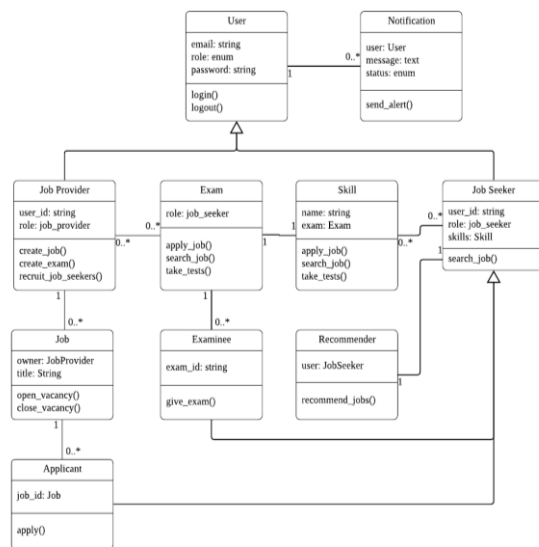 User
email: string
role: enum
password: string
login()
logout()
1
0..*
Notification
user: User
message: text
status: enum
send_alert()
Job Provider
user_id: string
role: job_provider
create_job()
create_exam()
recruit_job_seekers()
0..*
0..*
Exam
role: job_seeker
apply_job()
search_job()
take_tests()
1
1
Skill
name: string
exam: Exam
apply_job()
search_job()
take_tests()
0..*
0..*
Job Seeker
user_id: string
role: job_seeker
skills: Skill
search_job()
1
1
0..*
Job
owner: JobProvider
title: String
open_vacancy()
close_vacancy()
1
0..*
Examinee
exam_id: string
give_exam()
Recommender
user: JobSeeker
recommend_jobs()
1
1
0..*
Applicant
job_id: Job
apply()